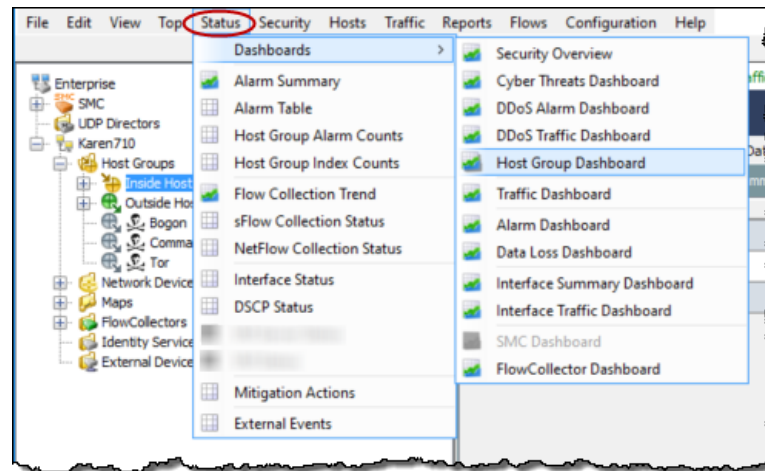 File Edit View Top Status Security Hosts Traffic Reports Flows Configuration Help
Enterprise
SMC
SMC
UDP Directors
Karen710
Host Groups
Inside Host
Outside Hos
Bogon
Comma
Tor
Network Device
Maps
FlowCollectors
Identity Service
External Device
Dashboards >
Alarm Summary
Alarm Table
Host Group Alarm Counts
Host Group Index Counts
Flow Collection Trend
sFlow Collection Status
NetFlow Collection Status
Interface Status
DSCP Status
Mitigation Actions
External Events
Security Overview
Cyber Threats Dashboard
DDoS Alarm Dashboard
DDoS Traffic Dashboard
Host Group Dashboard
Traffic Dashboard
Alarm Dashboard
Data Loss Dashboard
Interface Summary Dashboard
Interface Traffic Dashboard
SMC Dashboard
FlowCollector Dashboard
affi
Dat